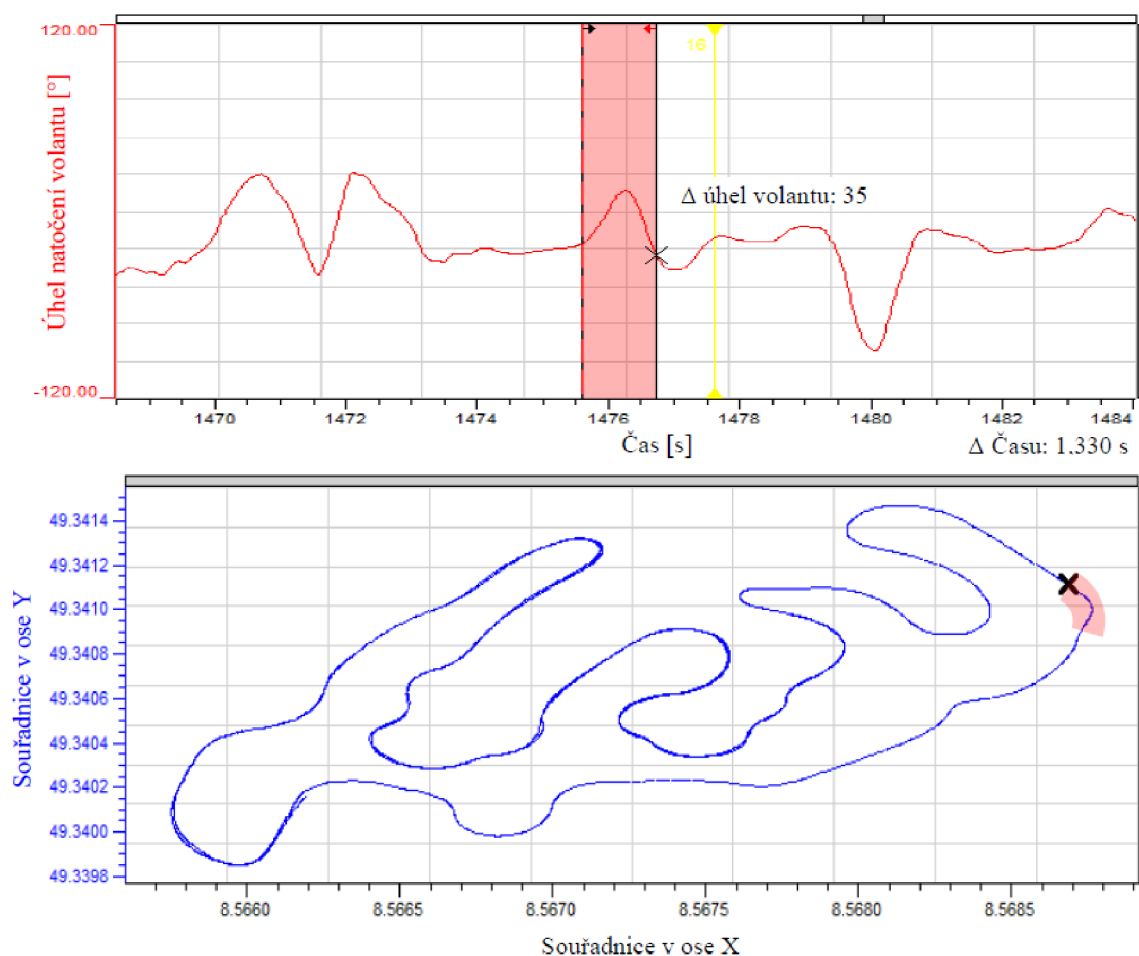 120.00
16
Úhel natočení volantu [°]
Δ úhel volantu: 35
-120.00
1470 1472 1474 1476 1478 1480 1482 1484
Čas [s]
Δ Času: 1.330 s
49.3414
49.3412
49.3410
49.3408
49.3406
49.3404
49.3402
49.3400
49.3398
Souřadnice v ose Y
8.5660 8.5665 8.5670 8.5675 8.5680 8.5685
Souřadnice v ose X